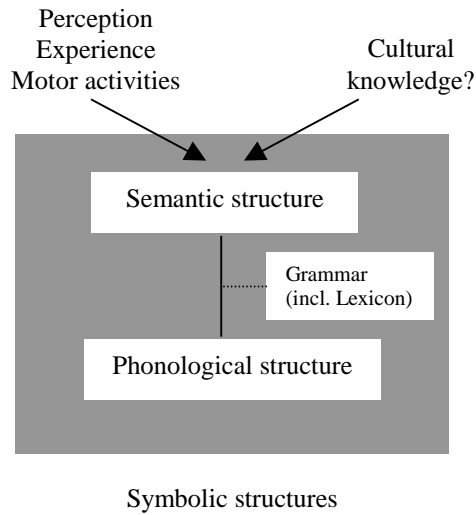 Perception
Experience
Motor activities
Cultural
knowledge?
Semantic structure
Grammar
(incl. Lexicon)
Phonological structure
Symbolic structures